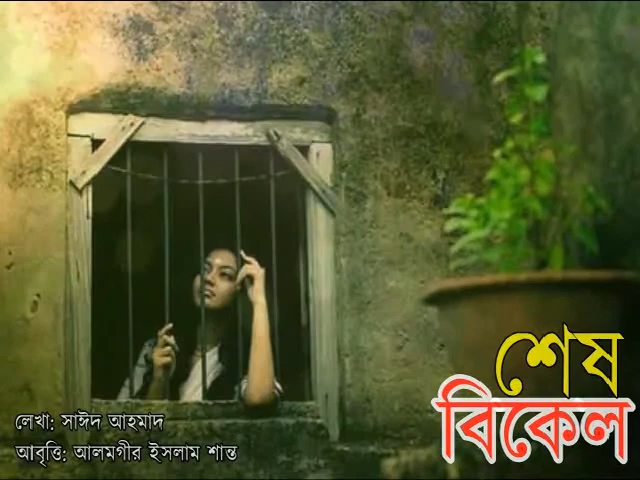 শেষ
বিকেল
লেখা: সাঈদ আহমাদ
আবৃত্তি: আলমগীর ইসলাম শান্ত